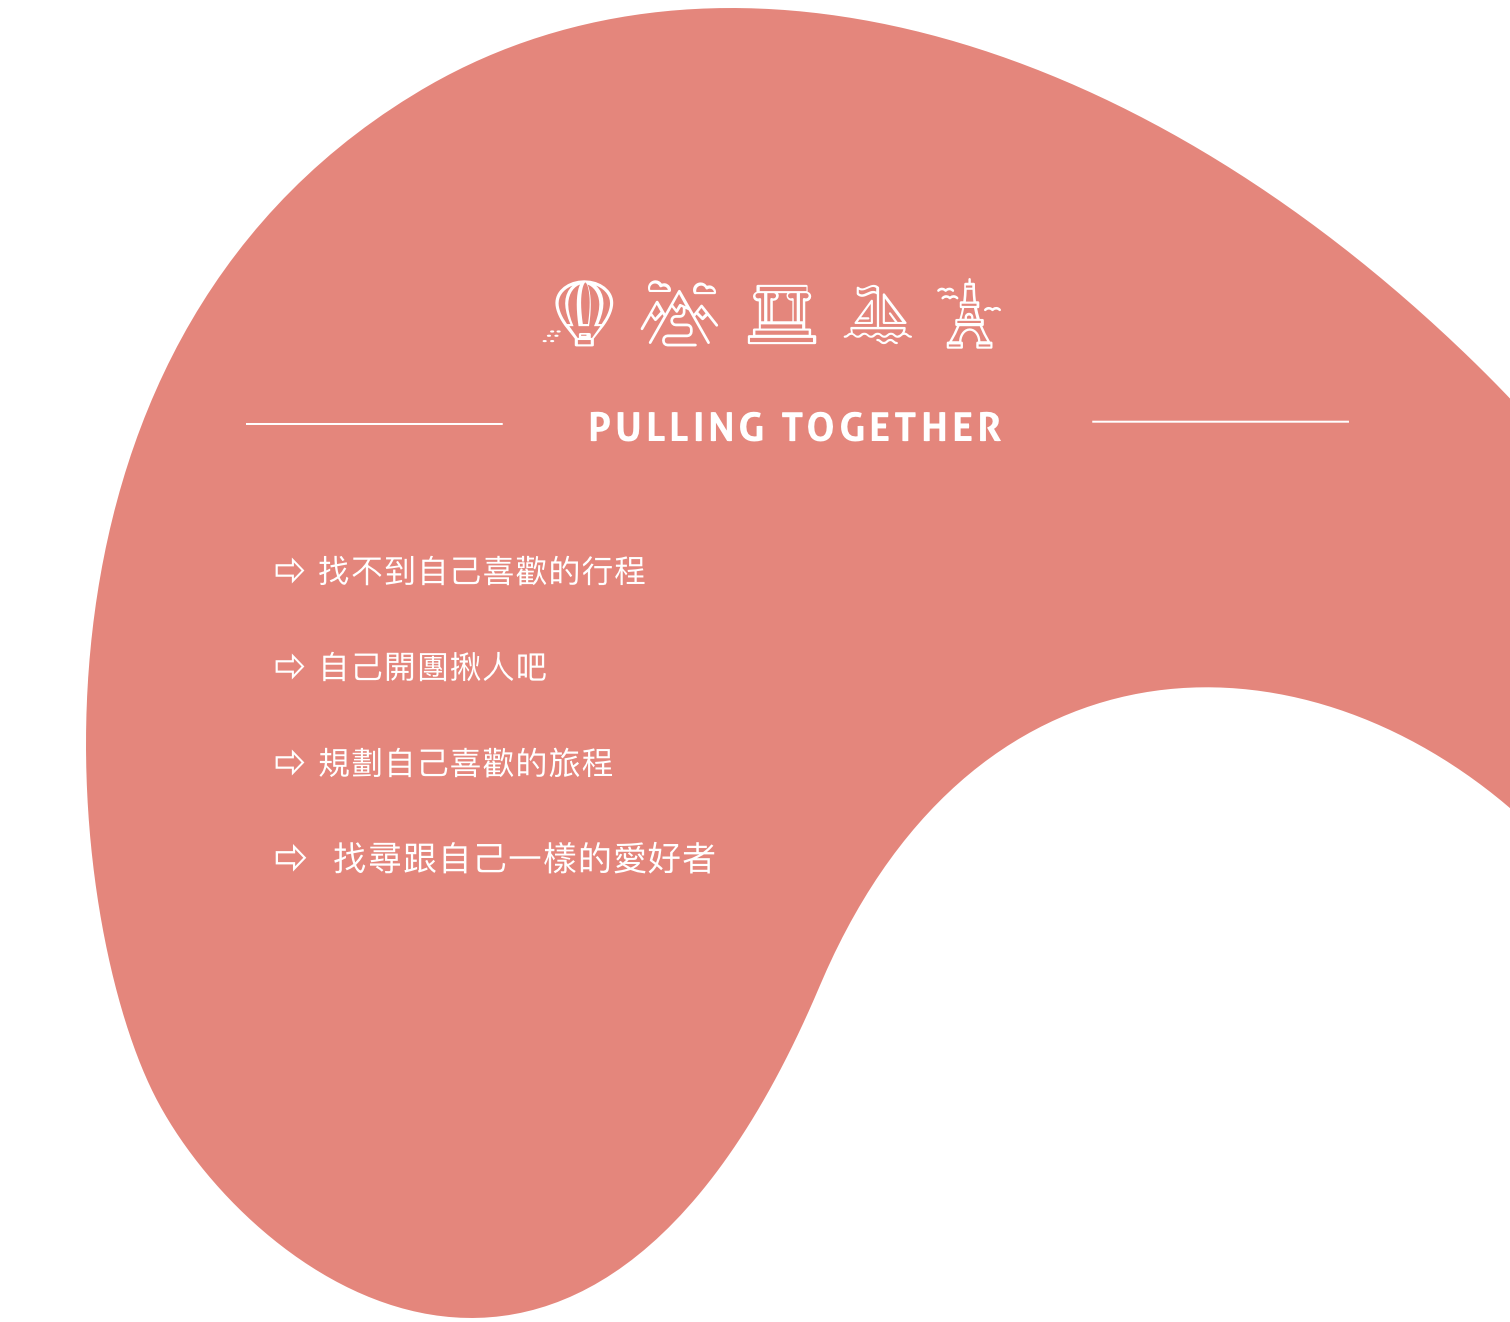 PULLING TOGETHER
⇨ 找不到自己喜歡的行程
⇨ 自己開團揪人吧
⇨ 規劃自己喜歡的旅程
⇨ 找尋跟自己一樣的愛好者